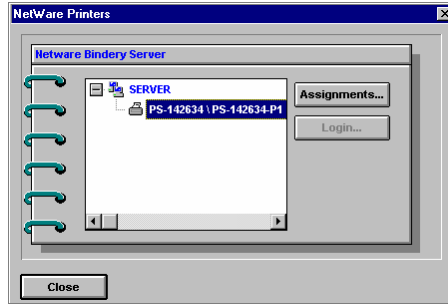 NetWare Printers
Netware Bindery Server
SERVER
PS-142634 \ PS-142634-P1
Assignments...
Login...
Close